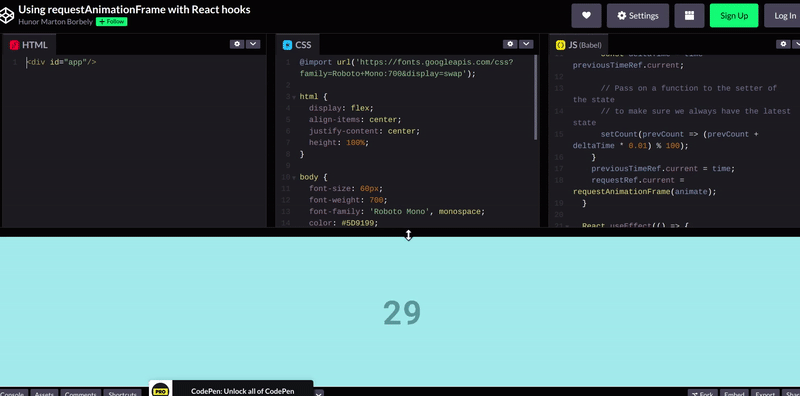 Using requestAnimationFrame with React hooks
Hunor Marton Borbely + Follow
Settings
Sign Up
Log In
HTML
1 <div id="app"/>
CSS
1 @import url('https://fonts.googleapis.com/css?
family=Roboto+Mono:700&display=swap');
2
3 html {
4 display: flex;
5 align-items: center;
6 justify-content: center;
7 height: 100%;
8 }
9
10 body {
11 font-size: 60px;
12 font-weight: 700;
13 font-family: 'Roboto Mono', monospace;
14 color: #5D9199;
JS (Babel)
previousTimeRef.current;
12
13 // Pass on a function to the setter of
the state
14 // to make sure we always have the latest
state
15 setCount(prevCount => (prevCount +
deltaTime * 0.01) % 100);
16 }
17 previousTimeRef.current = time;
18 requestRef.current =
requestAnimationFrame(animate);
19 }
20
React.useEffect(() => {
29
Console
Assets
Comments
Shortcuts
PRO
CodePen: Unlock all of CodePen
Fork
Embed
Export